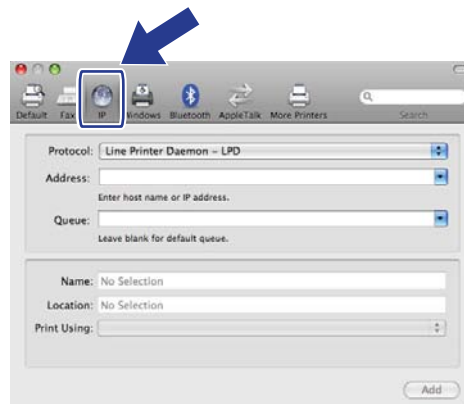 Default Fax IP Windows Bluetooth AppleTalk More Printers Search
Protocol: Line Printer Daemon – LPD
Address:
Enter host name or IP address.
Queue:
Leave blank for default queue.
Name: No Selection
Location: No Selection
Print Using:
Add